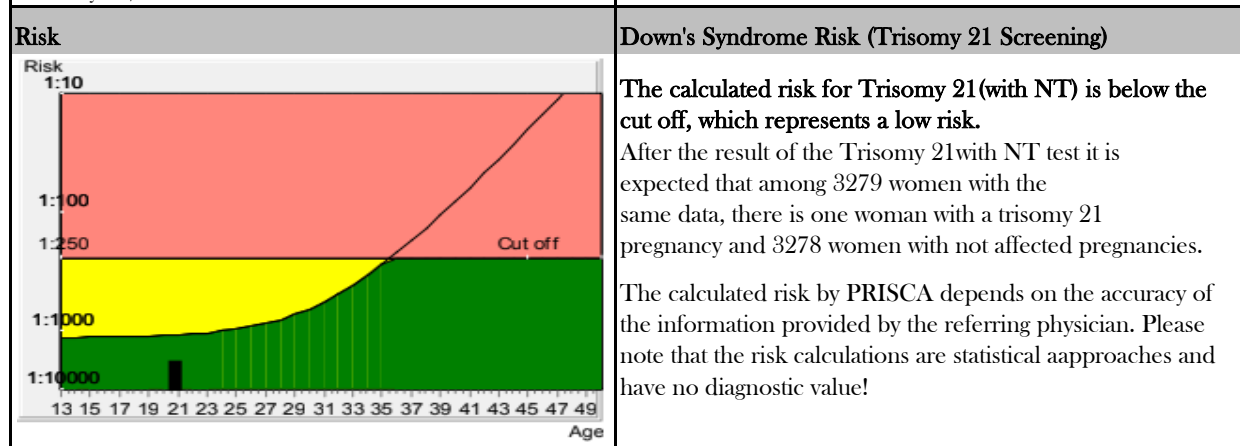 Risk
Risk
1:10
1:100
1:250
Cut off
1:1000
1:10000
13 15 17 19 21 23 25 27 29 31 33 35 37 39 41 43 45 47 49
Age
Down's Syndrome Risk (Trisomy 21 Screening)
The calculated risk for Trisomy 21(with NT) is below the
cut off, which represents a low risk.
After the result of the Trisomy 21with NT test it is
expected that among 3279 women with the
same data, there is one woman with a trisomy 21
pregnancy and 3278 women with not affected pregnancies.
The calculated risk by PRISCA depends on the accuracy of
the information provided by the referring physician. Please
note that the risk calculations are statistical aapproaches and
have no diagnostic value!